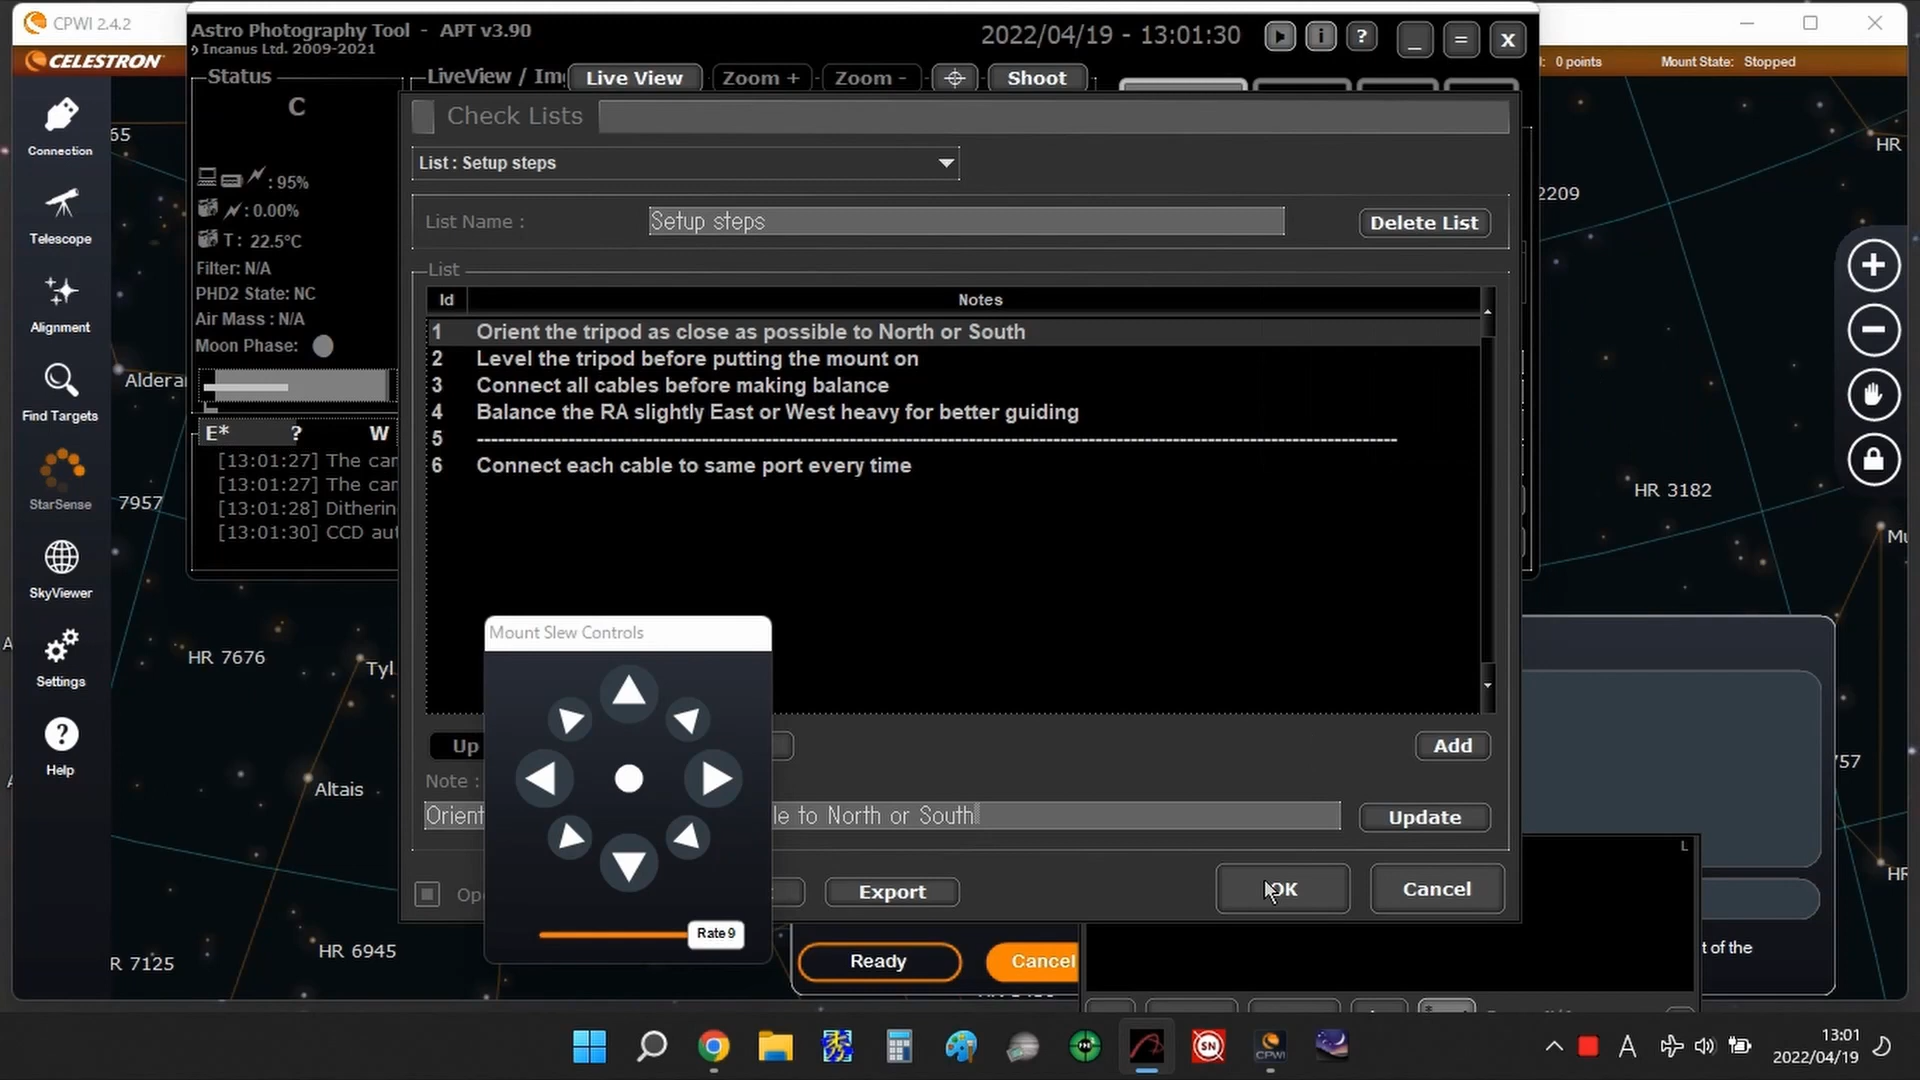 CPWI 2.4.2
Astro Photography Tool - APT v3.90
Incanus Ltd. 2009-2021
2022/04/19 - 13:01:30
i
?
_
=
X
CELESTRON
0 points
Mount State: Stopped
Status
LiveView /
Live View
Zoom +
Zoom -
Shoot
C
Check Lists
65
HR
Connection
List : Setup steps
: 95%
2209
: 0.00%
List Name :
Setup steps
Delete List
Telescope
T : 22.5°C
Filter: N/A
List
PHD2 State: NC
Id
Notes
Air Mass : N/A
Alignment
Moon Phase:
1 Orient the tripod as close as possible to North or South
2 Level the tripod before putting the mount on
3 Connect all cables before making balance
4 Balance the RA slightly East or West heavy for better guiding
5 ----------------------------------------------------------------------------------------------------
6 Connect each cable to same port every time
Find Targets
E*
?
W
[13:01:27] The
[13:01:27] The
[13:01:28]
[13:01:30] CCD
StarSense
7957
HR 3182
SkyViewer
HR 7676
Settings
Mount Slew Controls
Help
Altais
Up
Add
Note :
Orient
to North or South
Update
757
L
Export
OK
Cancel
Rate 9
HR 6945
R 7125
Ready
Cancel
t of the
HR
SN
CPWI
A
13:01
2022/04/19